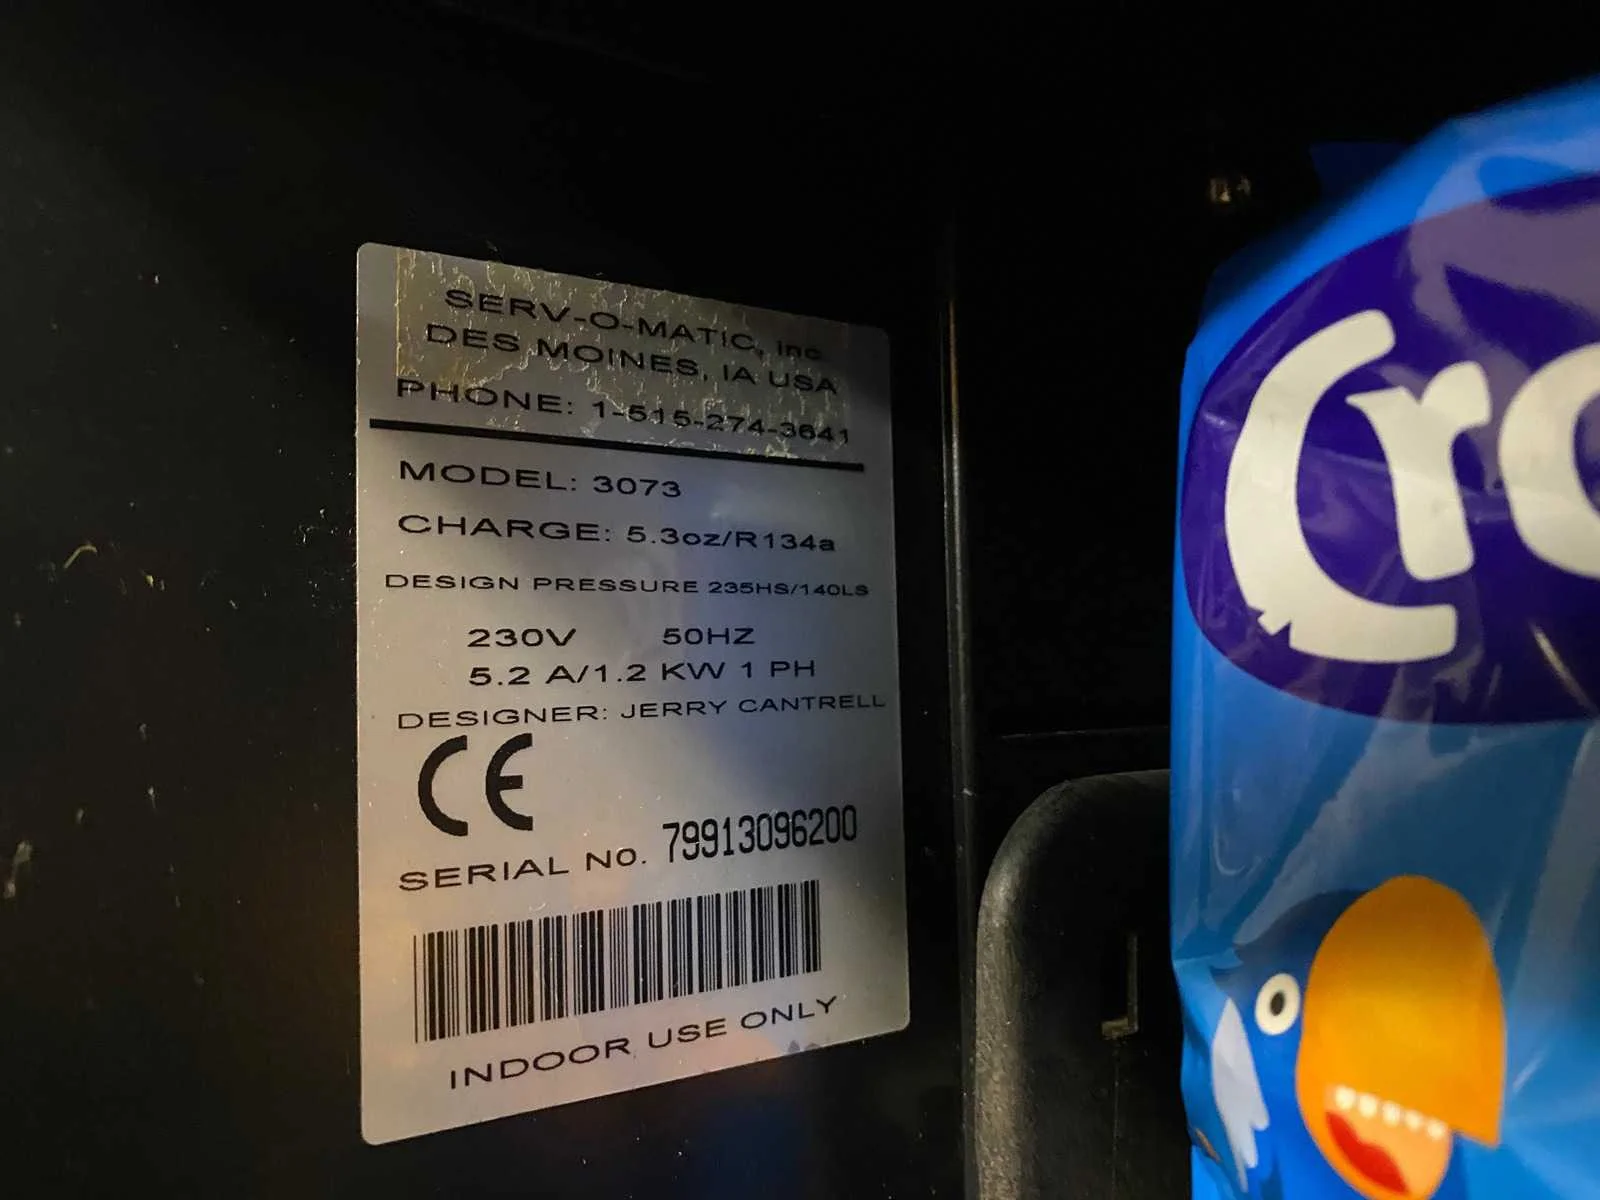 SERV-O-MATIC, Inc.
DES MOINES, IA USA
PHONE: 1-515-274-3641
MODEL: 3073
CHARGE: 5.3oz/R134a
DESIGN PRESSURE 235HS/140LS
230V 50HZ
5.2 A/1.2 KW 1 PH
DESIGNER: JERRY CANTRELL
CE
SERIAL NO. 79913096200
INDOOR USE ONLY
Cro